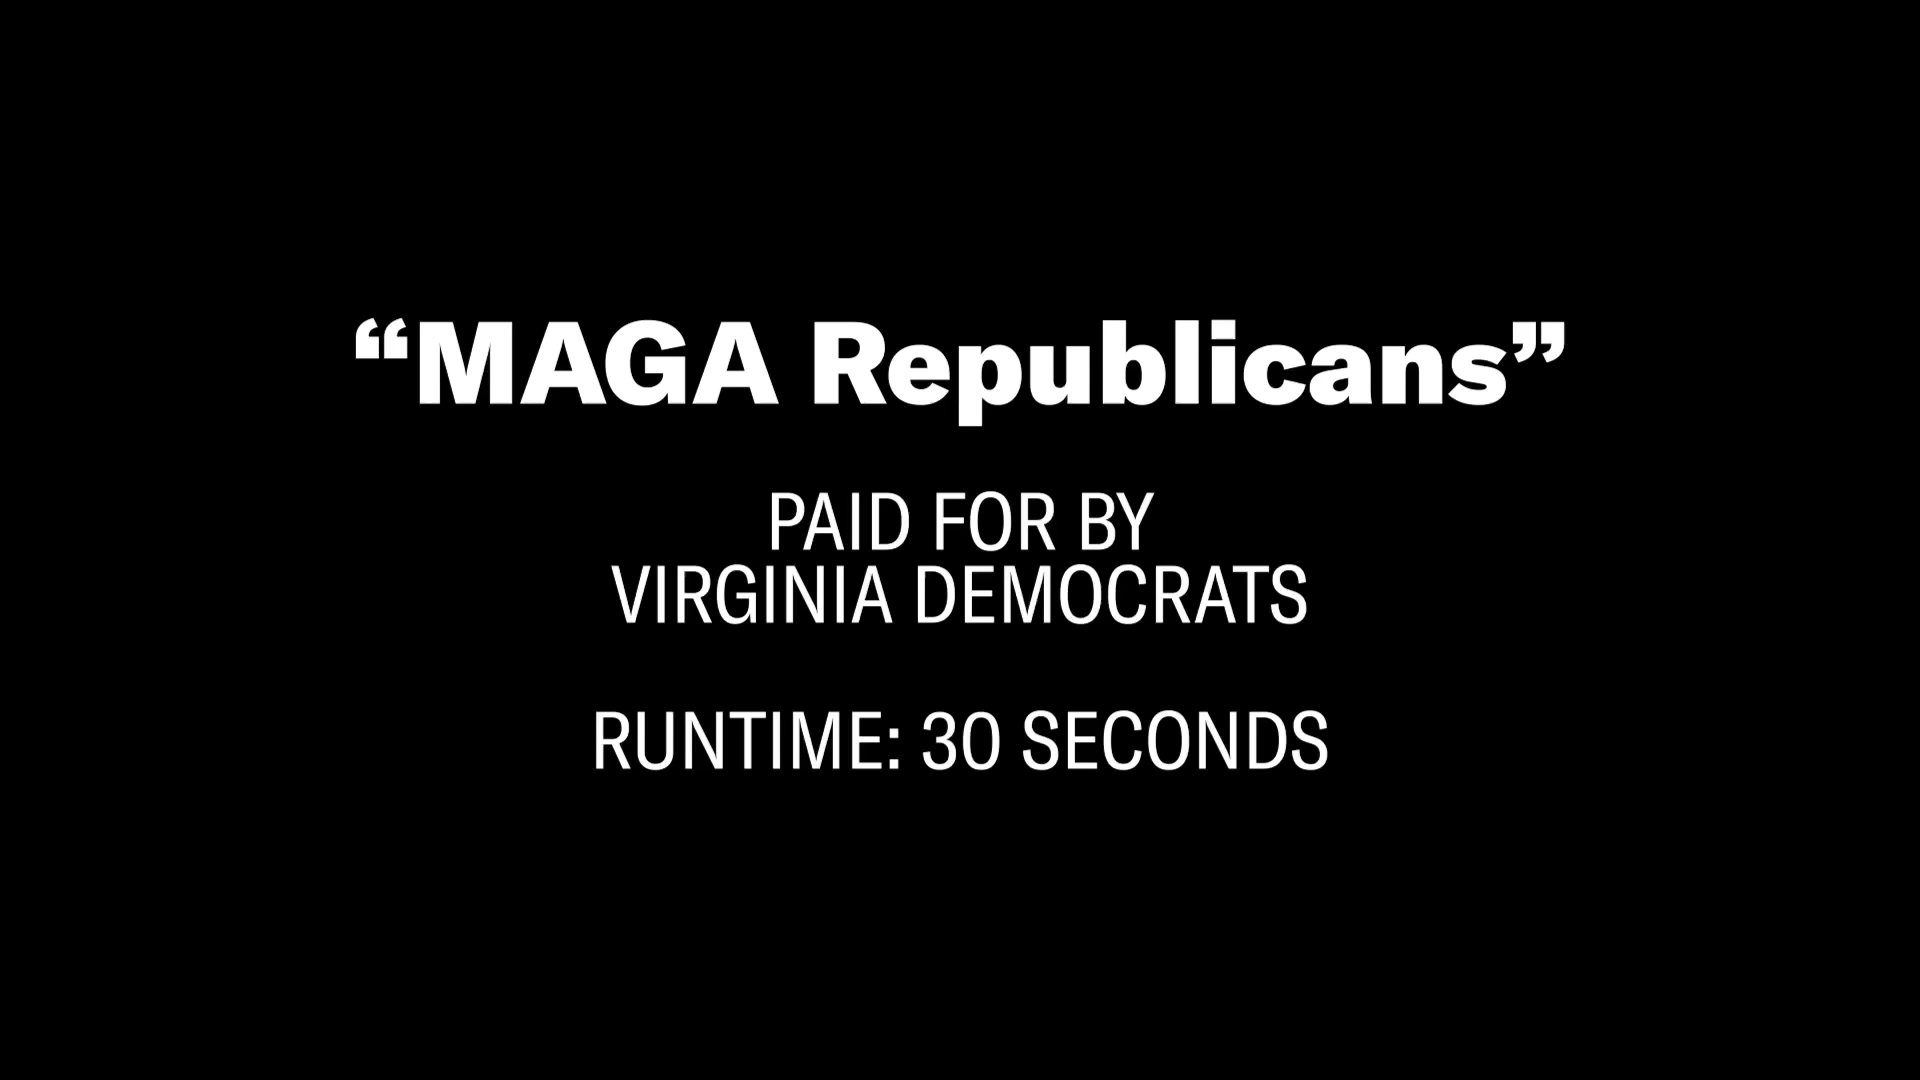 “MAGA Republicans”
PAID FOR BY
VIRGINIA DEMOCRATS
RUNTIME: 30 SECONDS